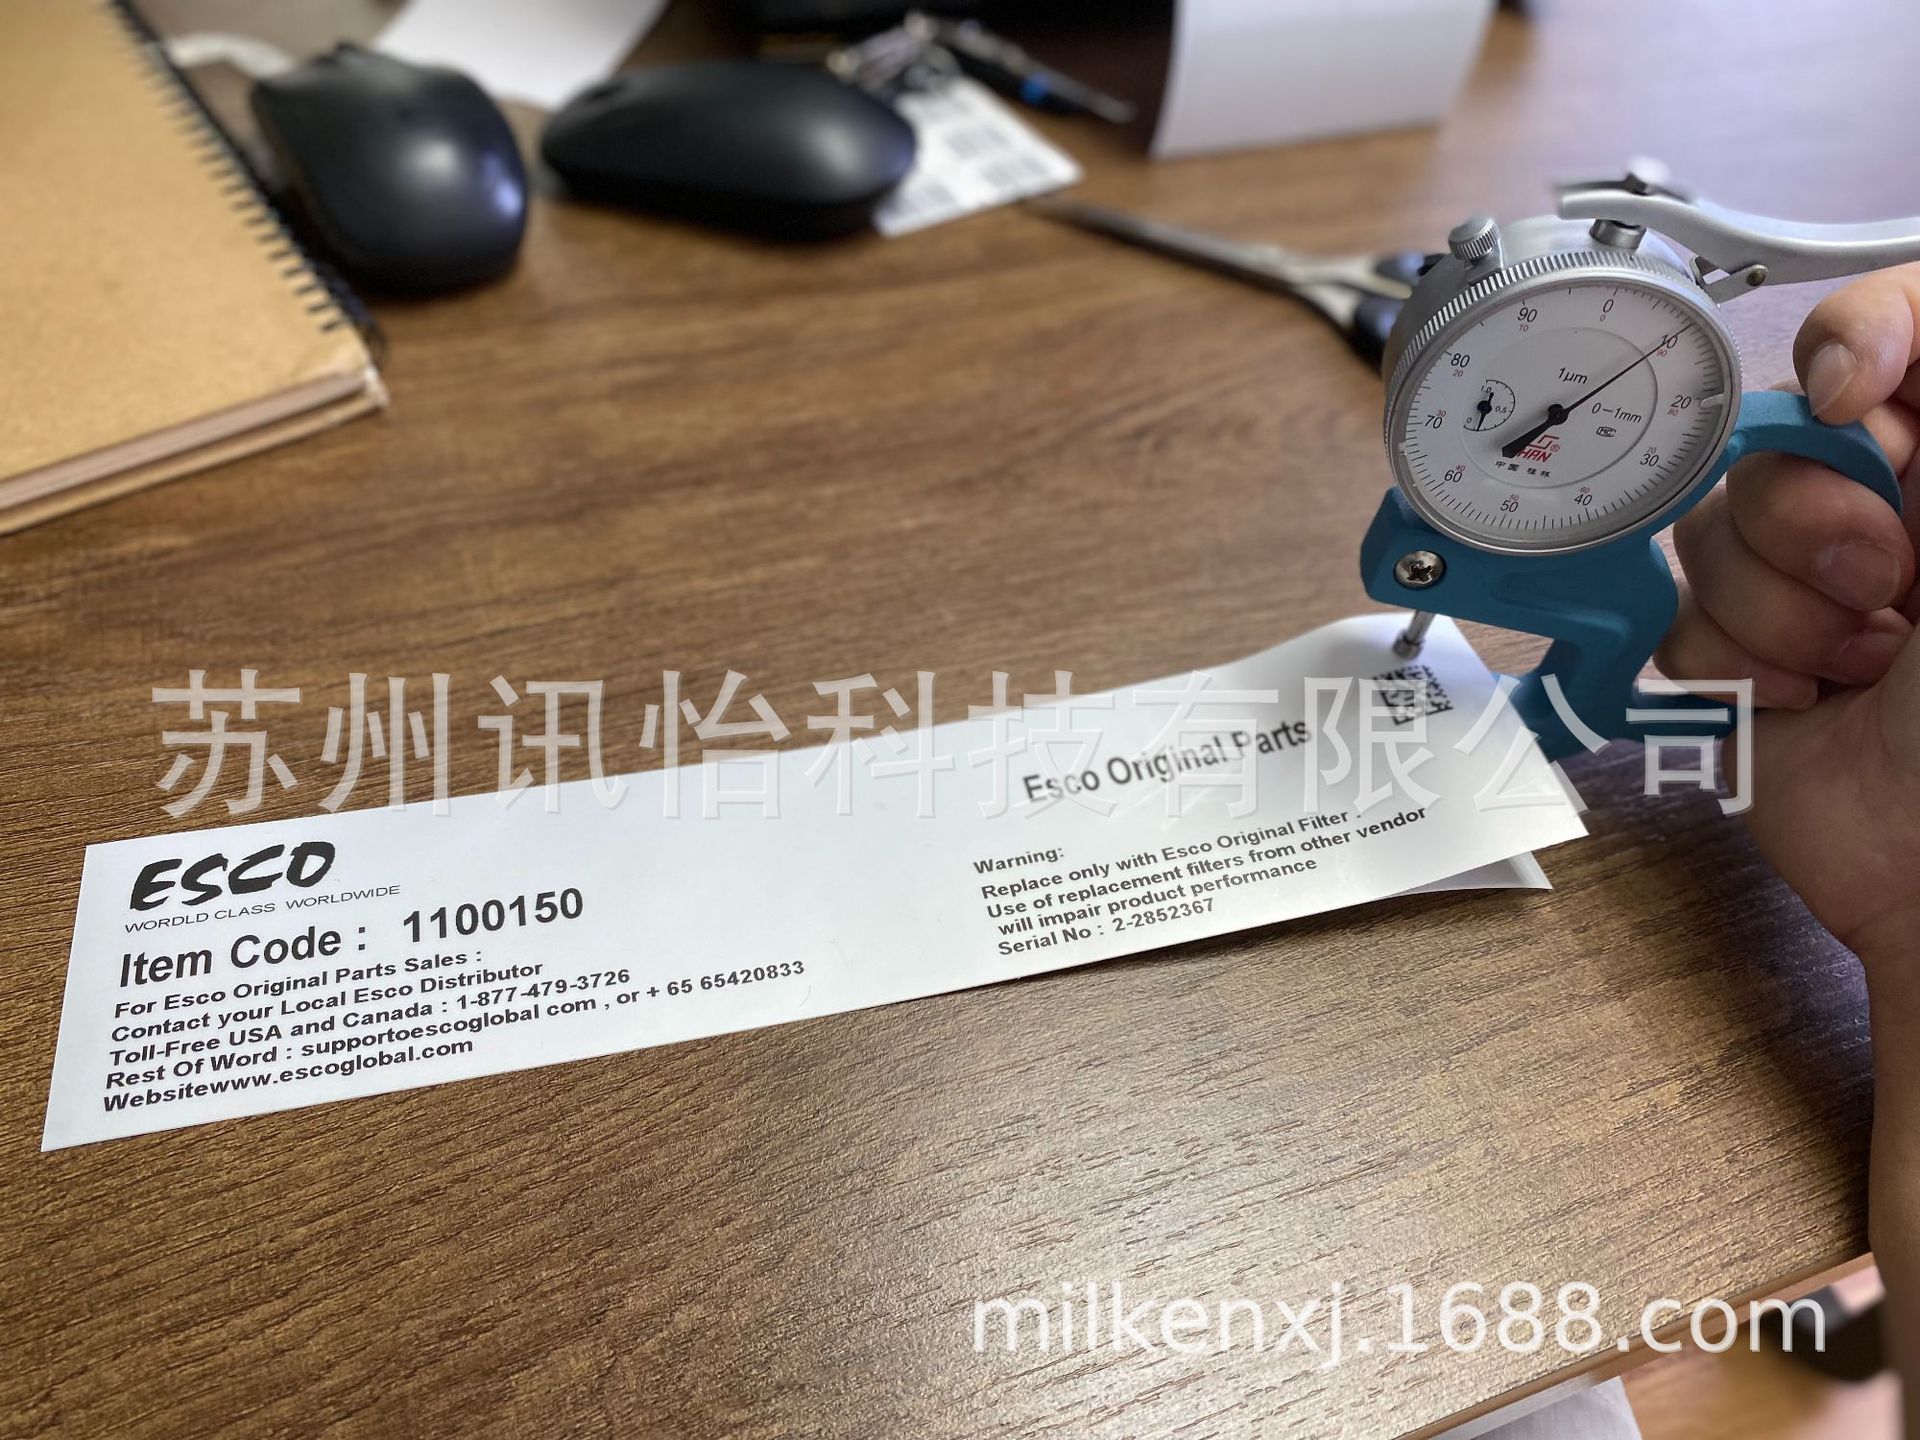 90 0 10
80 20
70 30
60 40
50
1µm
0－1mm
中国 桂林
苏州讯怡科技有限公司
ESCO
WORDLD CLASS WORLDWIDE
Item Code : 1100150
For Esco Original Parts Sales :
Contact your Local Esco Distributor
Toll-Free USA and Canada : 1-877-479-3726
Rest Of Word : supportoescoglobal com , or + 65 65420833
Websitewww.escoglobal.com
Esco Original Parts
Warning:
Replace only with Esco Original Filter .
Use of replacement filters from other vendor
will impair product performance
Serial No : 2-2852367
milkenxj.1688.com